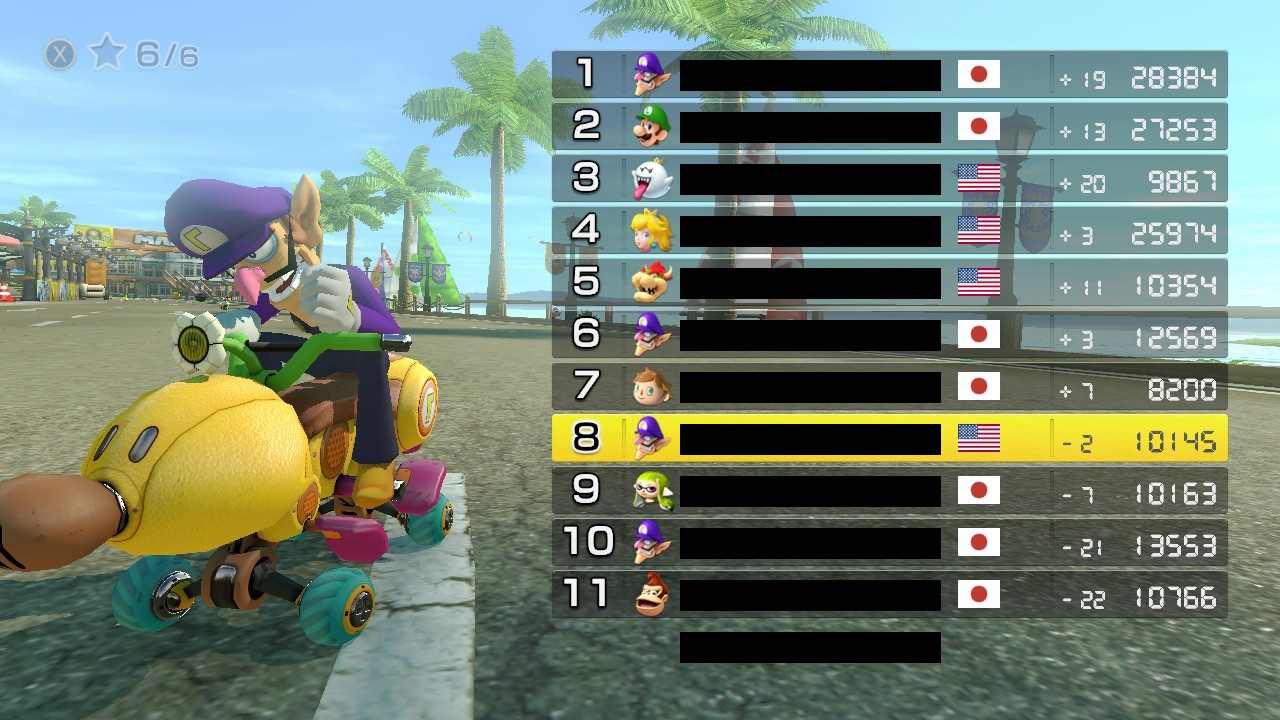 X 6/6
1 + 19 28384
2 + 13 27253
3 + 20 9867
4 + 3 25974
5 + 11 10354
6 + 3 12569
7 + 7 8200
8 - 2 10145
9 - 7 10163
10 - 21 13553
11 - 22 10766